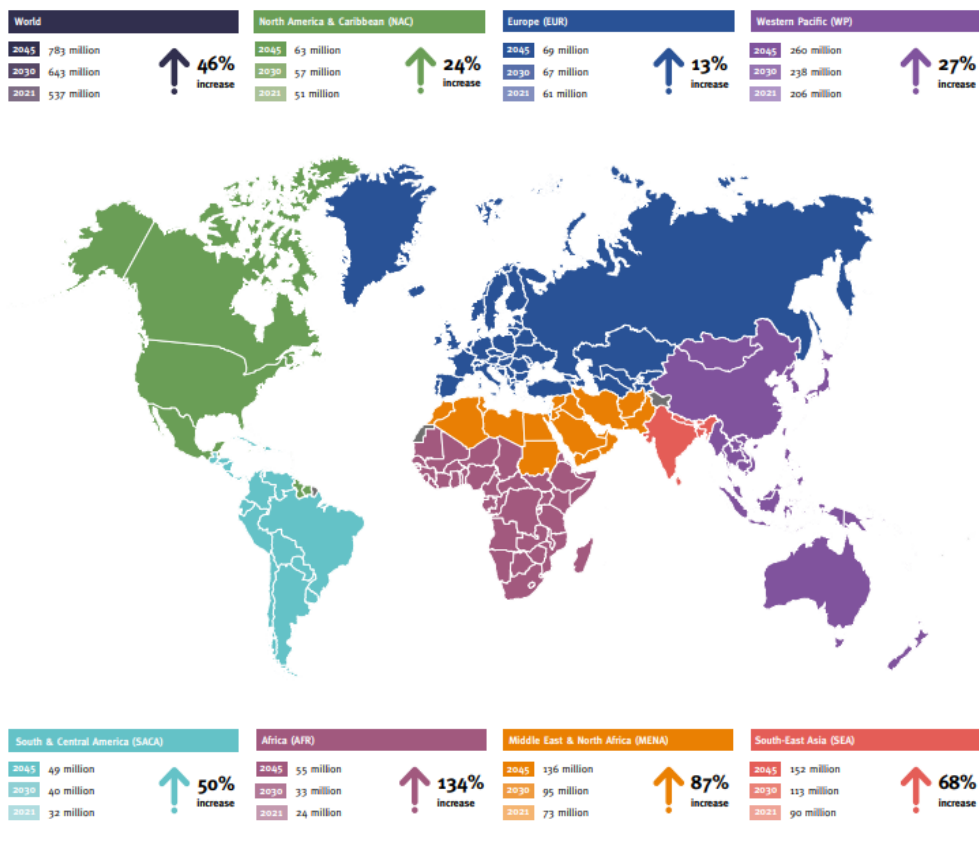 World
2045 783 million
2030 643 million
2021 537 million
46%
increase
North America & Caribbean (NAC)
2045 63 million
2030 57 million
2021 51 million
24%
increase
Europe (EUR)
2045 69 million
2030 67 million
2021 61 million
13%
increase
Western Pacific (WP)
2045 260 million
2030 238 million
2021 206 million
27%
increase
South & Central America (SACA)
2045 49 million
2030 40 million
2021 32 million
50%
increase
Africa (AFR)
2045 55 million
2030 33 million
2021 24 million
134%
increase
Middle East & North Africa (MENA)
2045 136 million
2030 95 million
2021 73 million
87%
increase
South-East Asia (SEA)
2045 152 million
2030 113 million
2021 90 million
68%
increase